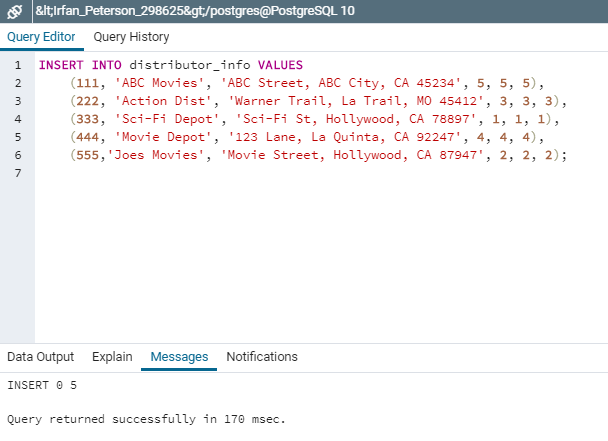 &lt;Irfan_Peterson_298625&gt;/postgres@PostgreSQL 10
Query Editor Query History
1 INSERT INTO distributor_info VALUES
2 (111, 'ABC Movies', 'ABC Street, ABC City, CA 45234', 5, 5, 5),
3 (222, 'Action Dist', 'Warner Trail, La Trail, MO 45412', 3, 3, 3),
4 (333, 'Sci-Fi Depot', 'Sci-Fi St, Hollywood, CA 78897', 1, 1, 1),
5 (444, 'Movie Depot', '123 Lane, La Quinta, CA 92247', 4, 4, 4),
6 (555,'Joes Movies', 'Movie Street, Hollywood, CA 87947', 2, 2, 2);
7
Data Output Explain Messages Notifications
INSERT 0 5
Query returned successfully in 170 msec.